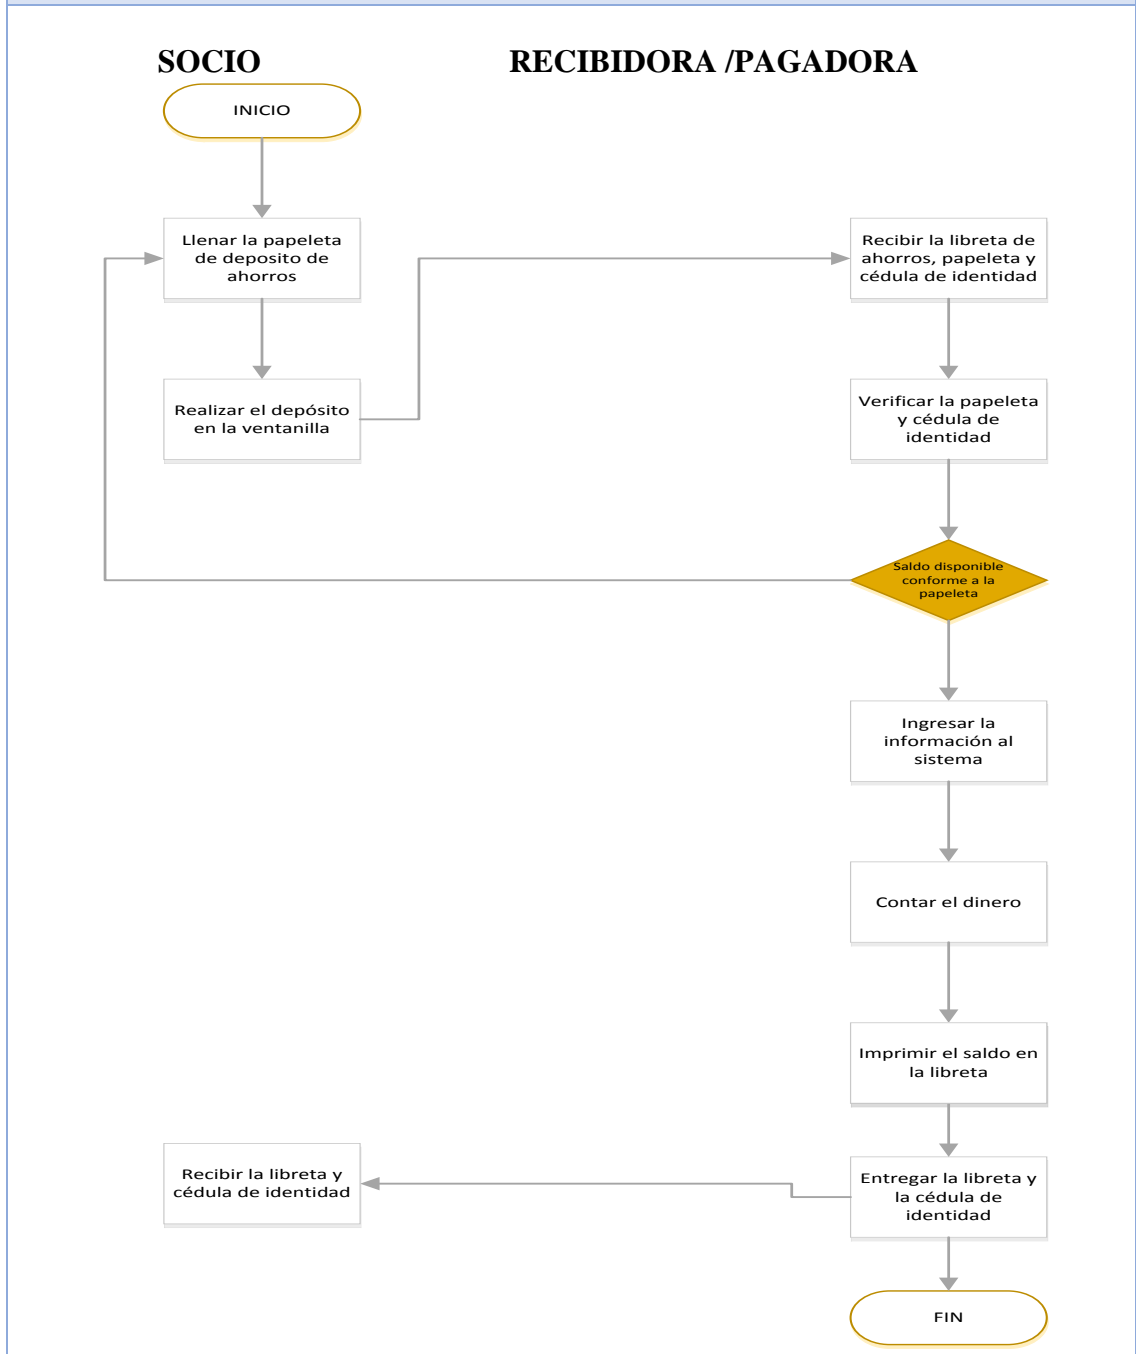 SOCIO
RECIBIDORA /PAGADORA
INICIO
Llenar la papeleta
de deposito de
ahorros
Recibir la libreta de
ahorros, papeleta y
cédula de identidad
Realizar el depósito
en la ventanilla
Verificar la papeleta
y cédula de
identidad
Saldo disponible
conforme a la
papeleta
Ingresar la
información al
sistema
Contar el dinero
Imprimir el saldo en
la libreta
Recibir la libreta y
cédula de identidad
Entregar la libreta y
la cédula de
identidad
FIN